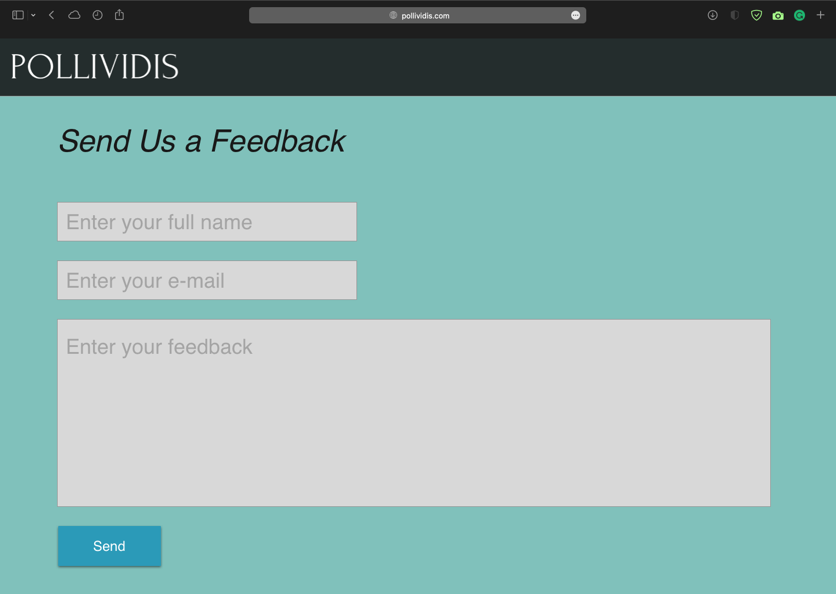 pollividis.com
POLLIVIDIS
Send Us a Feedback
Enter your full name
Enter your e-mail
Enter your feedback
Send